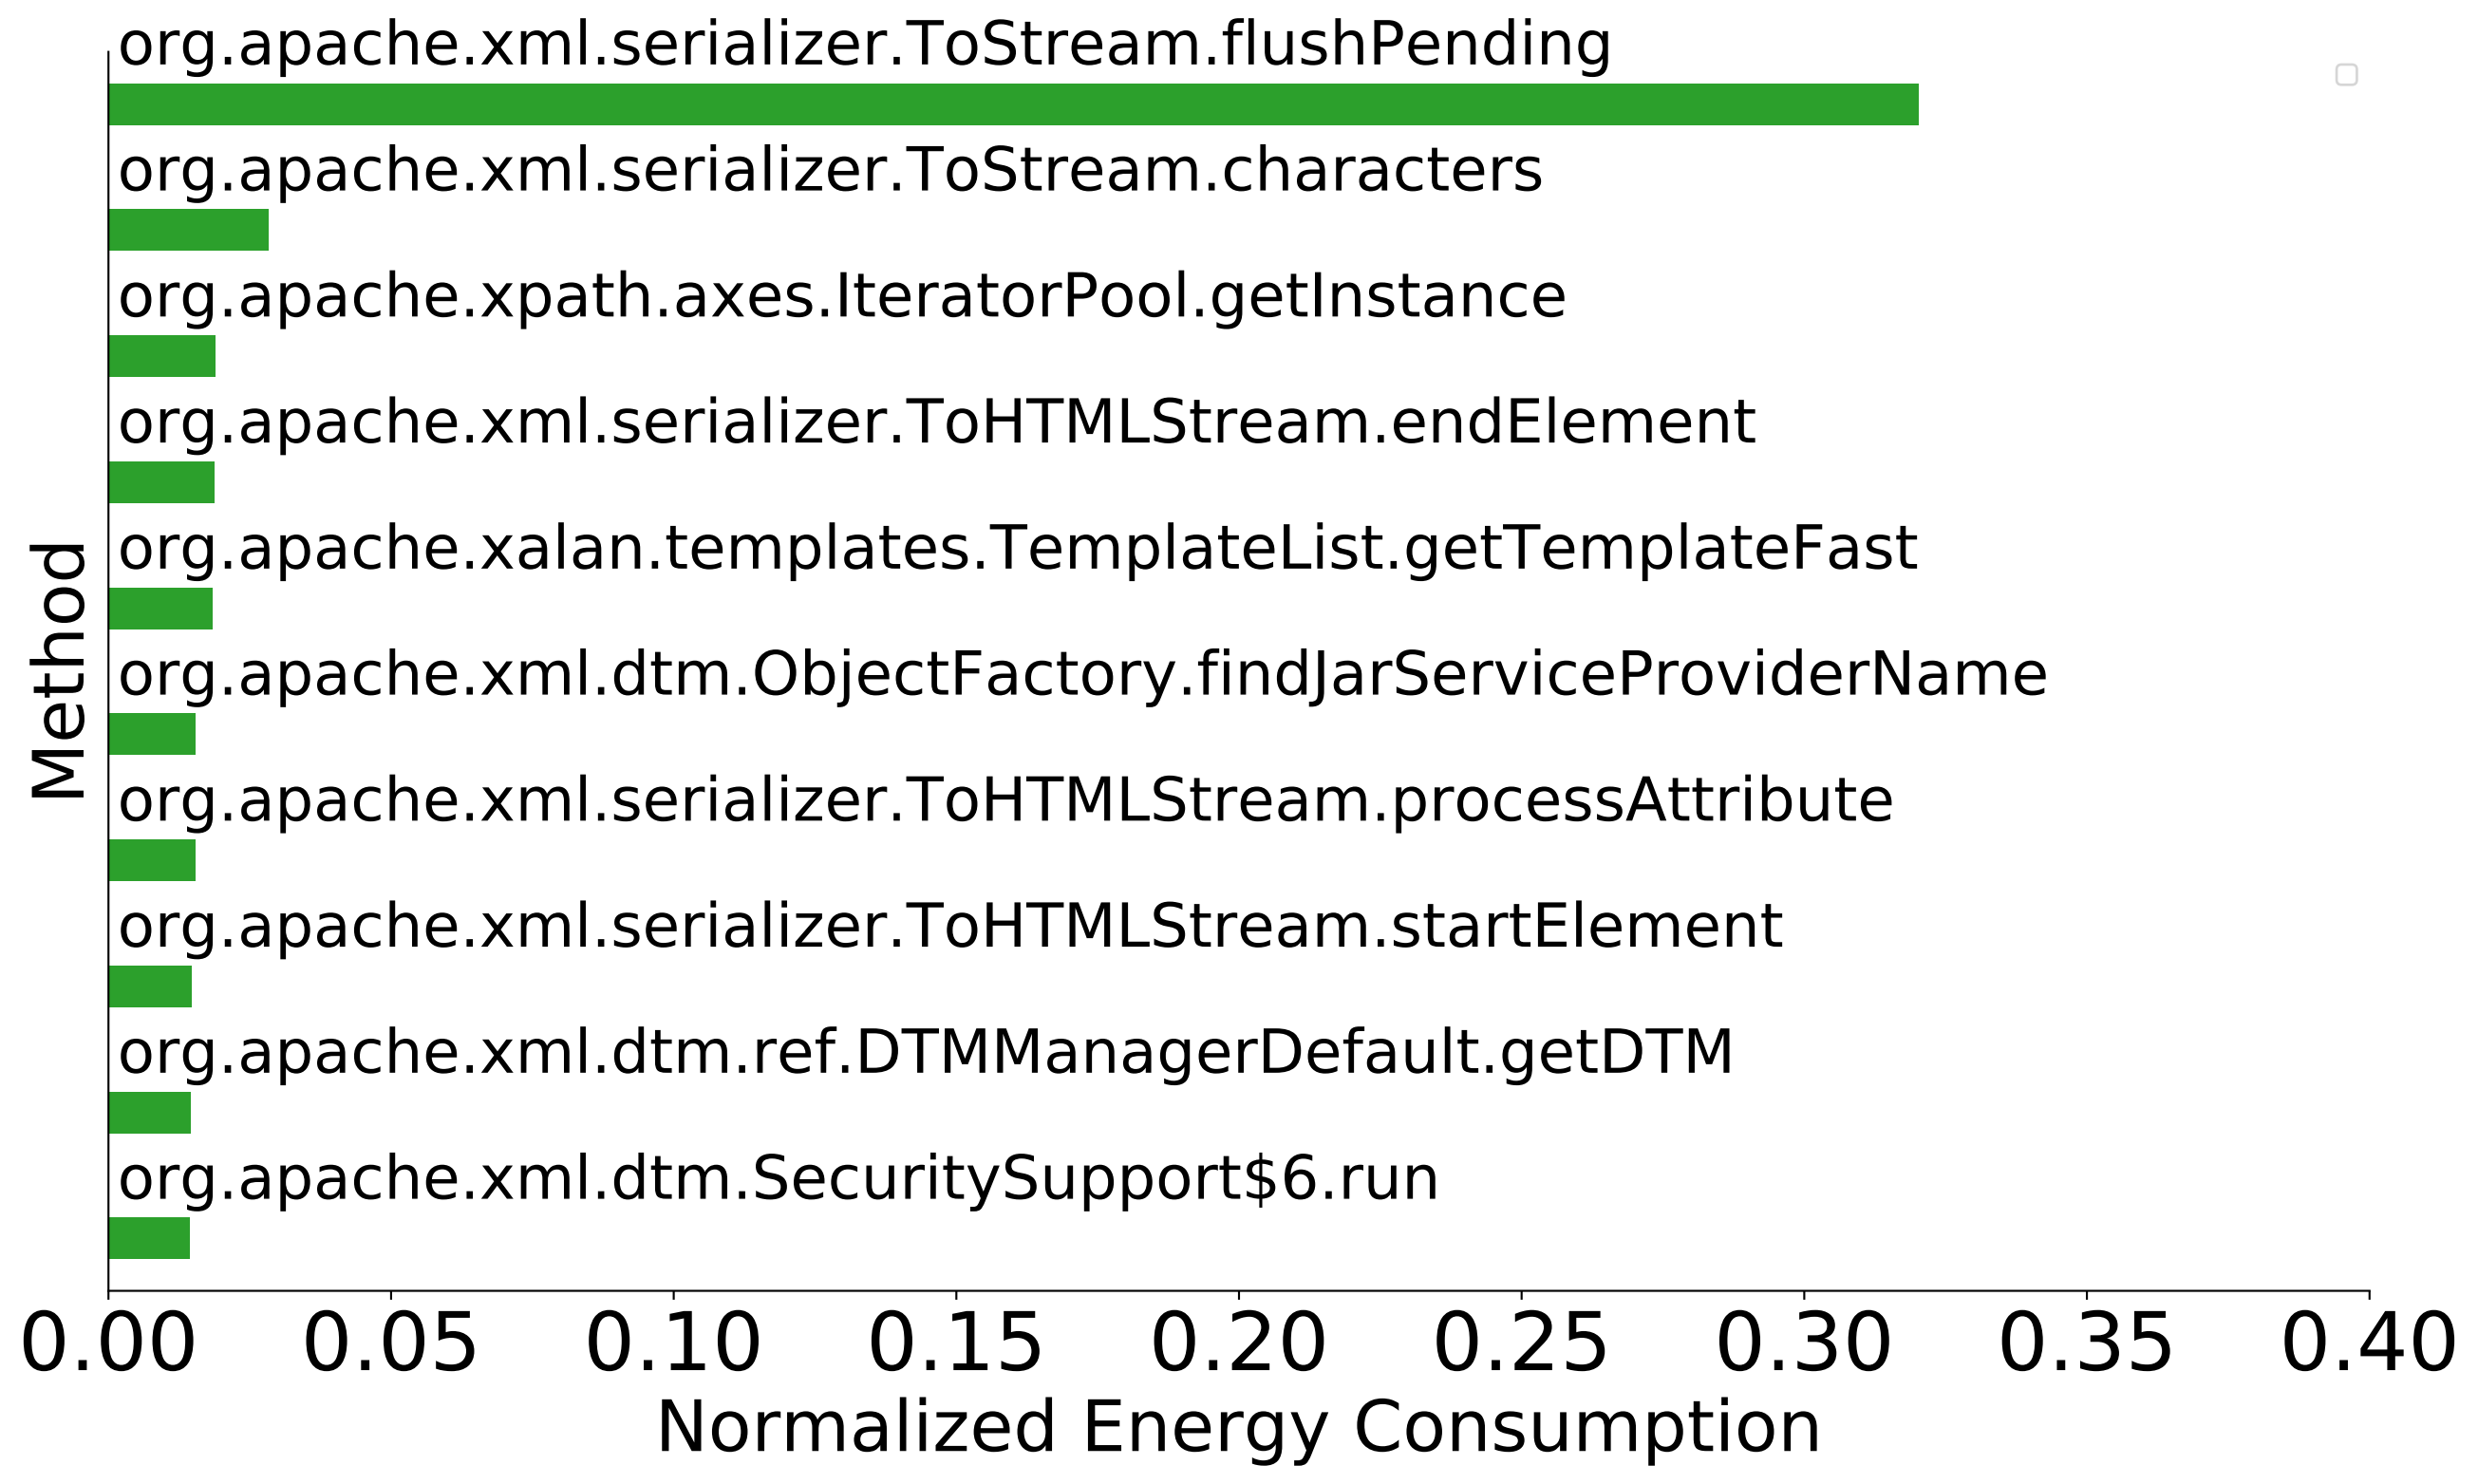 org.apache.xml.serializer.ToStream.flushPending
org.apache.xml.serializer.ToStream.characters
org.apache.xpath.axes.IteratorPool.getInstance
org.apache.xml.serializer.ToHTMLStream.endElement
org.apache.xalan.templates.TemplateList.getTemplateFast
org.apache.xml.dtm.ObjectFactory.findJarServiceProviderName
org.apache.xml.serializer.ToHTMLStream.processAttribute
org.apache.xml.serializer.ToHTMLStream.startElement
org.apache.xml.dtm.ref.DTMManagerDefault.getDTM
org.apache.xml.dtm.SecuritySupport$6.run
Method
0.00 0.05 0.10 0.15 0.20 0.25 0.30 0.35 0.40
Normalized Energy Consumption